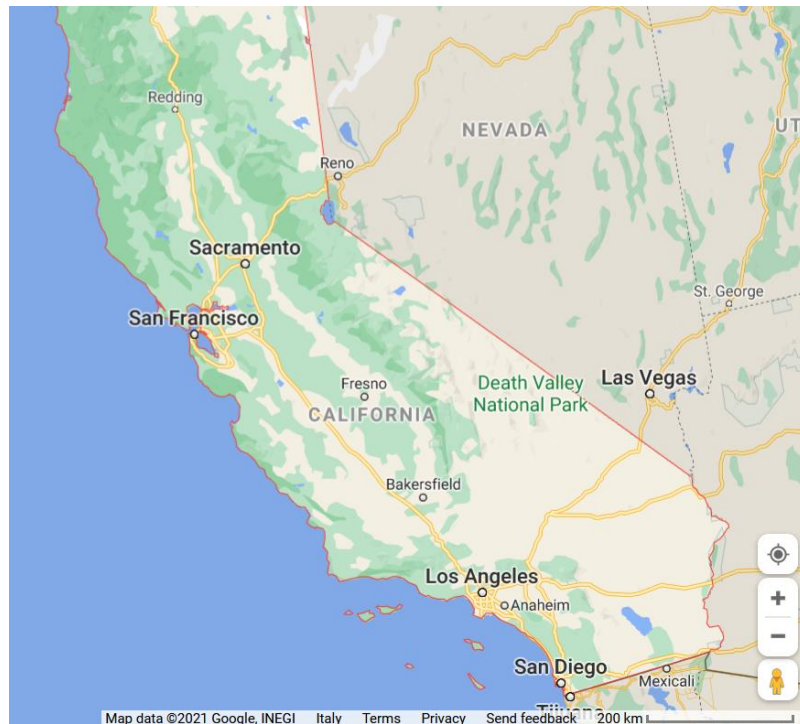 Redding
NEVADA
UT
Reno
Sacramento
St. George
San Francisco
Las Vegas
Fresno
Death Valley
National Park
CALIFORNIA
Bakersfield
Los Angeles
Anaheim
San Diego
Mexicali
Tijuana
Map data ©2021 Google, INEGI Italy Terms Privacy Send feedback 200 km